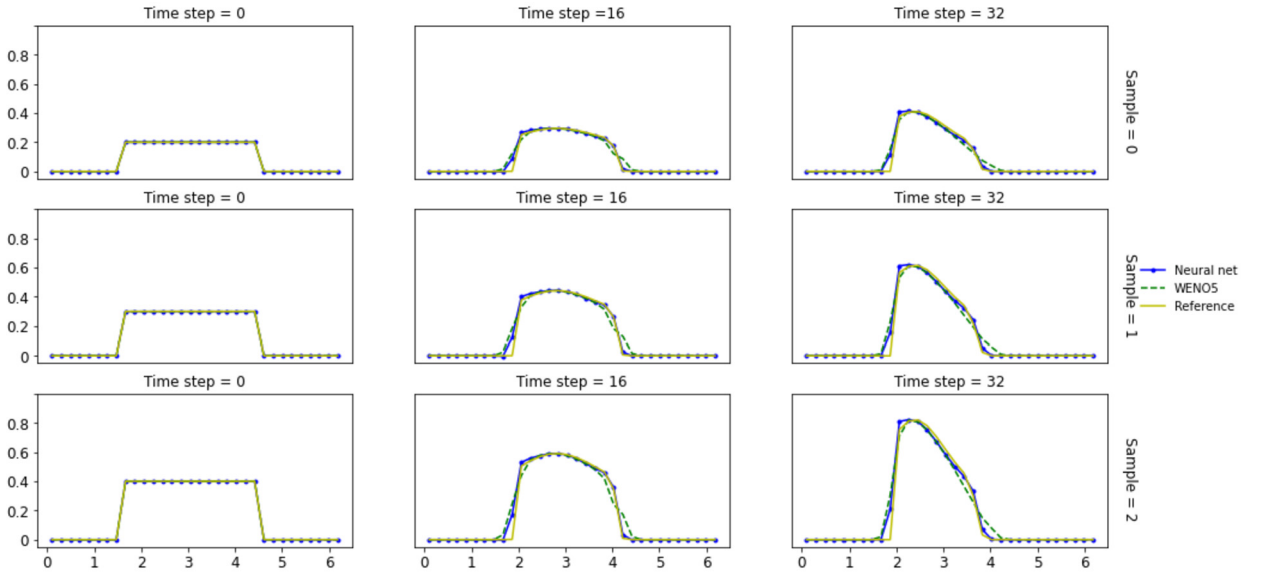 Time step = 0 Time step =16 Time step = 32
0.8
0.6
0.4
0.2
0
Sample = 0
Time step = 0 Time step = 16 Time step = 32
0.8
0.6
0.4
0.2
0
Sample = 1
Neural net
WENO5
Reference
Time step = 0 Time step = 16 Time step = 32
0.8
0.6
0.4
0.2
0
Sample = 2
0 1 2 3 4 5 6 0 1 2 3 4 5 6 0 1 2 3 4 5 6